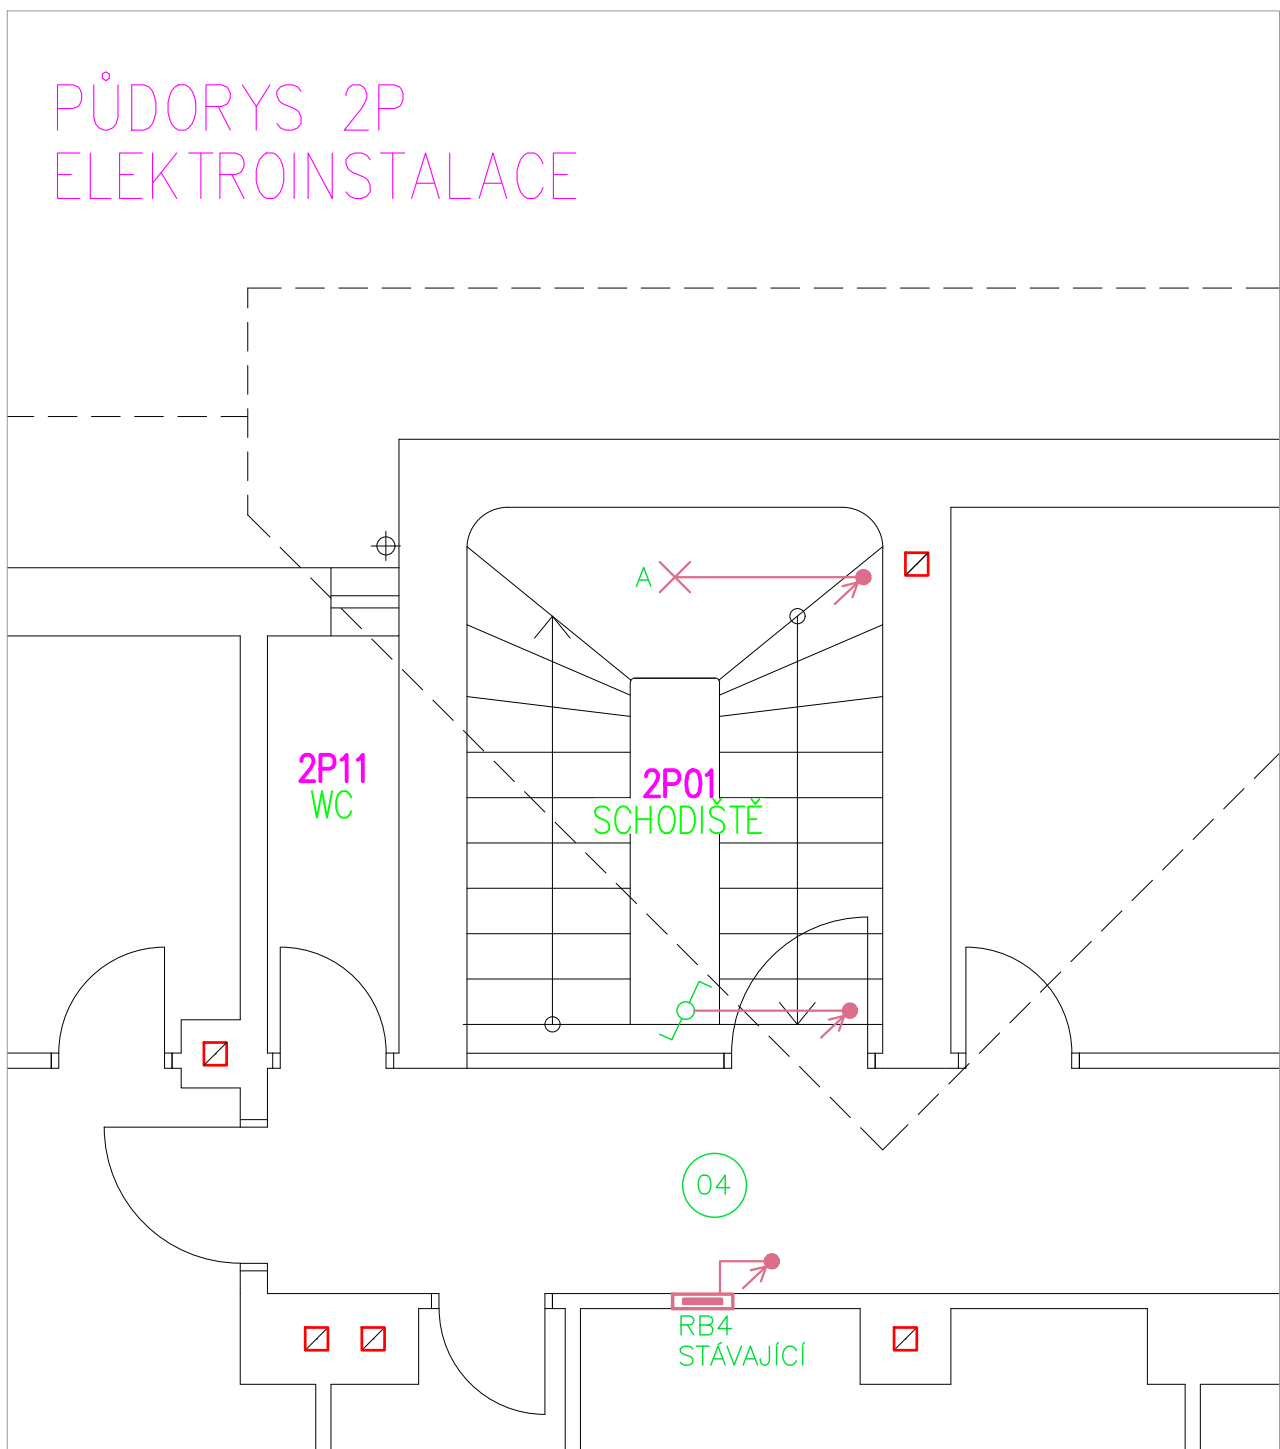 PŮDORYS 2P
ELEKTROINSTALACE
A
2P11
WC
2P01
SCHODIŠTĚ
04
RB4
STÁVAJÍCÍ